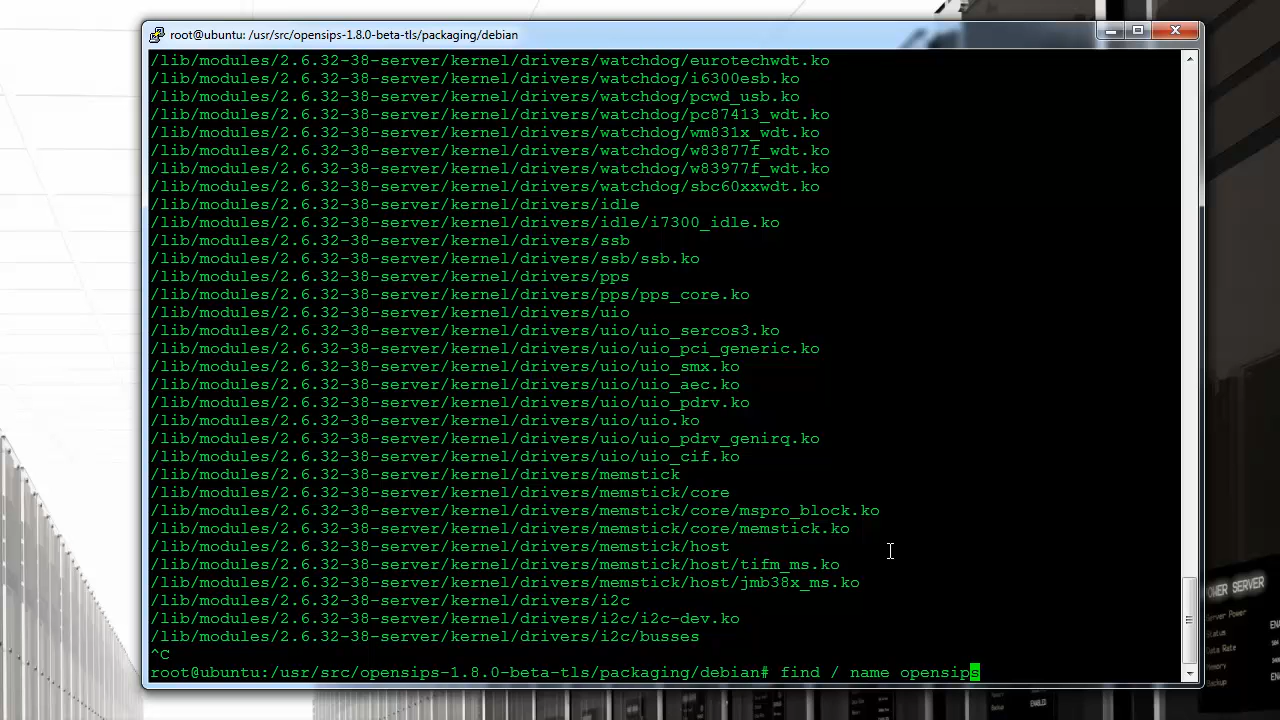 root@ubuntu: /usr/src/opensips-1.8.0-beta-tls/packaging/debian
/lib/modules/2.6.32-38-server/kernel/drivers/watchdog/eurotechwdt.ko
/lib/modules/2.6.32-38-server/kernel/drivers/watchdog/i6300esb.ko
/lib/modules/2.6.32-38-server/kernel/drivers/watchdog/pcwd_usb.ko
/lib/modules/2.6.32-38-server/kernel/drivers/watchdog/pc87413_wdt.ko
/lib/modules/2.6.32-38-server/kernel/drivers/watchdog/wm831x_wdt.ko
/lib/modules/2.6.32-38-server/kernel/drivers/watchdog/w83877f_wdt.ko
/lib/modules/2.6.32-38-server/kernel/drivers/watchdog/w83977f_wdt.ko
/lib/modules/2.6.32-38-server/kernel/drivers/watchdog/sbc60xxwdt.ko
/lib/modules/2.6.32-38-server/kernel/drivers/idle
/lib/modules/2.6.32-38-server/kernel/drivers/idle/i7300_idle.ko
/lib/modules/2.6.32-38-server/kernel/drivers/ssb
/lib/modules/2.6.32-38-server/kernel/drivers/ssb/ssb.ko
/lib/modules/2.6.32-38-server/kernel/drivers/pps
/lib/modules/2.6.32-38-server/kernel/drivers/pps/pps_core.ko
/lib/modules/2.6.32-38-server/kernel/drivers/uio
/lib/modules/2.6.32-38-server/kernel/drivers/uio/uio_sercos3.ko
/lib/modules/2.6.32-38-server/kernel/drivers/uio/uio_pci_generic.ko
/lib/modules/2.6.32-38-server/kernel/drivers/uio/uio_smx.ko
/lib/modules/2.6.32-38-server/kernel/drivers/uio/uio_aec.ko
/lib/modules/2.6.32-38-server/kernel/drivers/uio/uio_pdrv.ko
/lib/modules/2.6.32-38-server/kernel/drivers/uio/uio.ko
/lib/modules/2.6.32-38-server/kernel/drivers/uio/uio_pdrv_genirq.ko
/lib/modules/2.6.32-38-server/kernel/drivers/uio/uio_cif.ko
/lib/modules/2.6.32-38-server/kernel/drivers/memstick
/lib/modules/2.6.32-38-server/kernel/drivers/memstick/core
/lib/modules/2.6.32-38-server/kernel/drivers/memstick/core/mspro_block.ko
/lib/modules/2.6.32-38-server/kernel/drivers/memstick/core/memstick.ko
/lib/modules/2.6.32-38-server/kernel/drivers/memstick/host
/lib/modules/2.6.32-38-server/kernel/drivers/memstick/host/tifm_ms.ko
/lib/modules/2.6.32-38-server/kernel/drivers/memstick/host/jmb38x_ms.ko
/lib/modules/2.6.32-38-server/kernel/drivers/i2c
/lib/modules/2.6.32-38-server/kernel/drivers/i2c/i2c-dev.ko
/lib/modules/2.6.32-38-server/kernel/drivers/i2c/busses
^C
root@ubuntu:/usr/src/opensips-1.8.0-beta-tls/packaging/debian# find / name opensips
SERVER
Server Power
Status
Data Rate
Memory
Backup
ENABLED